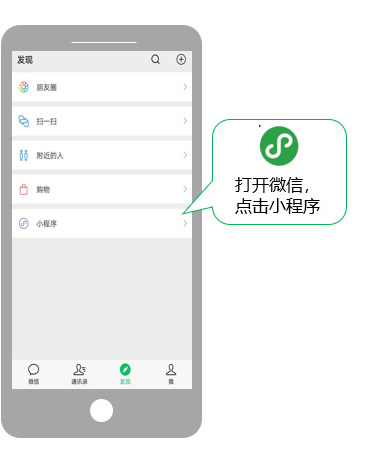 发现
朋友圈
扫一扫
附近的人
购物
小程序
打开微信，
点击小程序
微信
通讯录
发现
我